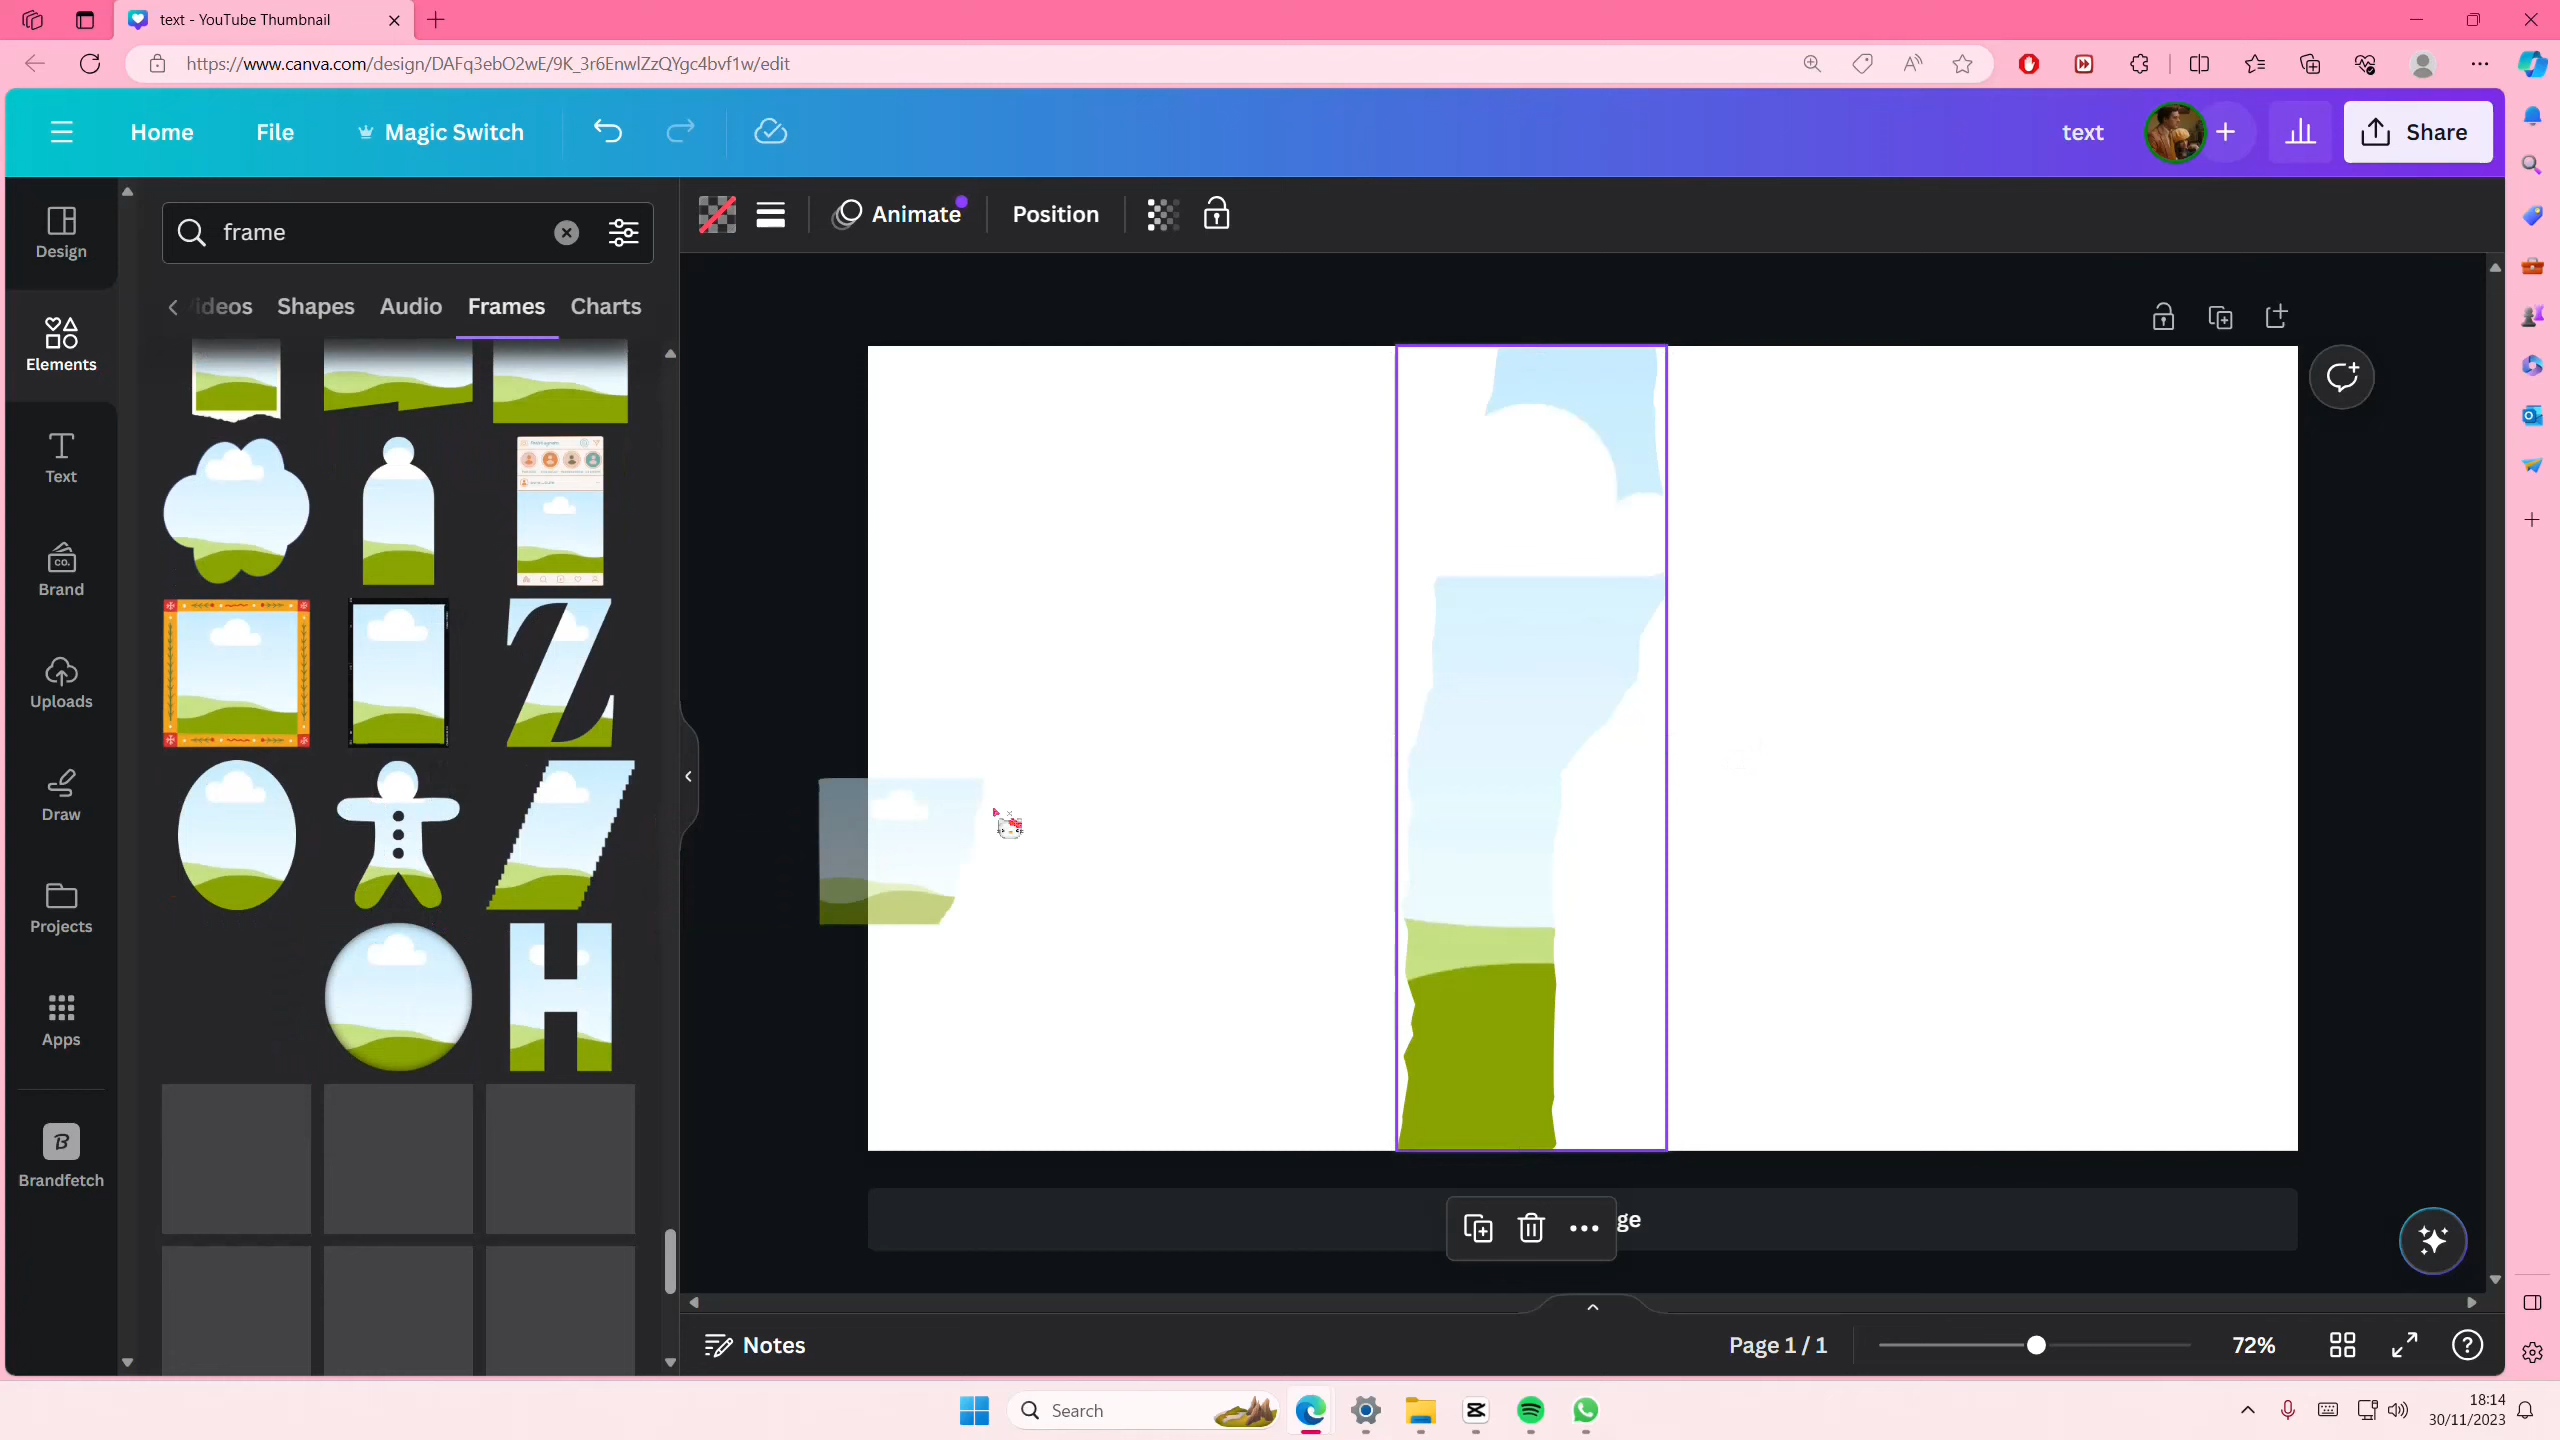 text - YouTube Thumbnail
https://www.canva.com/design/DAFq3ebO2wE/9K_3r6EnwlZzQYgc4bvf1w/edit
Home
File
Magic Switch
text
Share
Design
Elements
Text
Brand
Uploads
Draw
Projects
Apps
Brandfetch
frame
Videos
Shapes
Audio
Frames
Charts
Animate
Position
CO.
ge
Notes
Page 1 / 1
72%
Search
18:14
30/11/2023